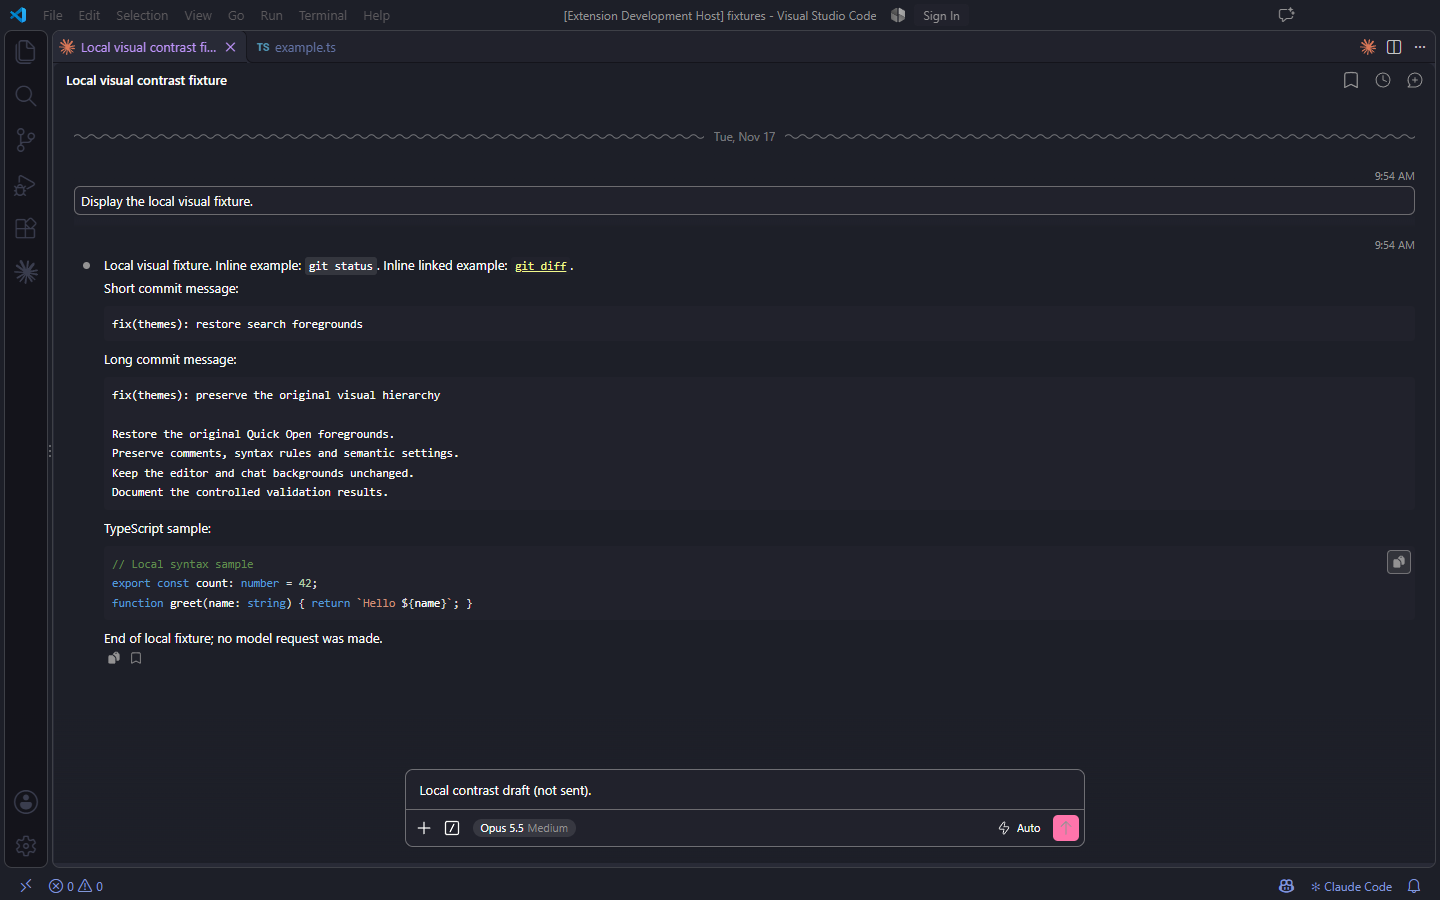 File Edit Selection View Go Run Terminal Help
[Extension Development Host] fixtures - Visual Studio Code
Sign In
Local visual contrast fi...
TS example.ts
Local visual contrast fixture
Tue, Nov 17
9:54 AM
Display the local visual fixture.
9:54 AM
Local visual fixture. Inline example: git status. Inline linked example: git diff.
Short commit message:
fix(themes): restore search foregrounds
Long commit message:
fix(themes): preserve the original visual hierarchy
Restore the original Quick Open foregrounds.
Preserve comments, syntax rules and semantic settings.
Keep the editor and chat backgrounds unchanged.
Document the controlled validation results.
TypeScript sample:
// Local syntax sample
export const count: number = 42;
function greet(name: string) { return `Hello ${name}`; }
End of local fixture; no model request was made.
Local contrast draft (not sent).
Opus 5.5 Medium
Auto
0 0
Claude Code